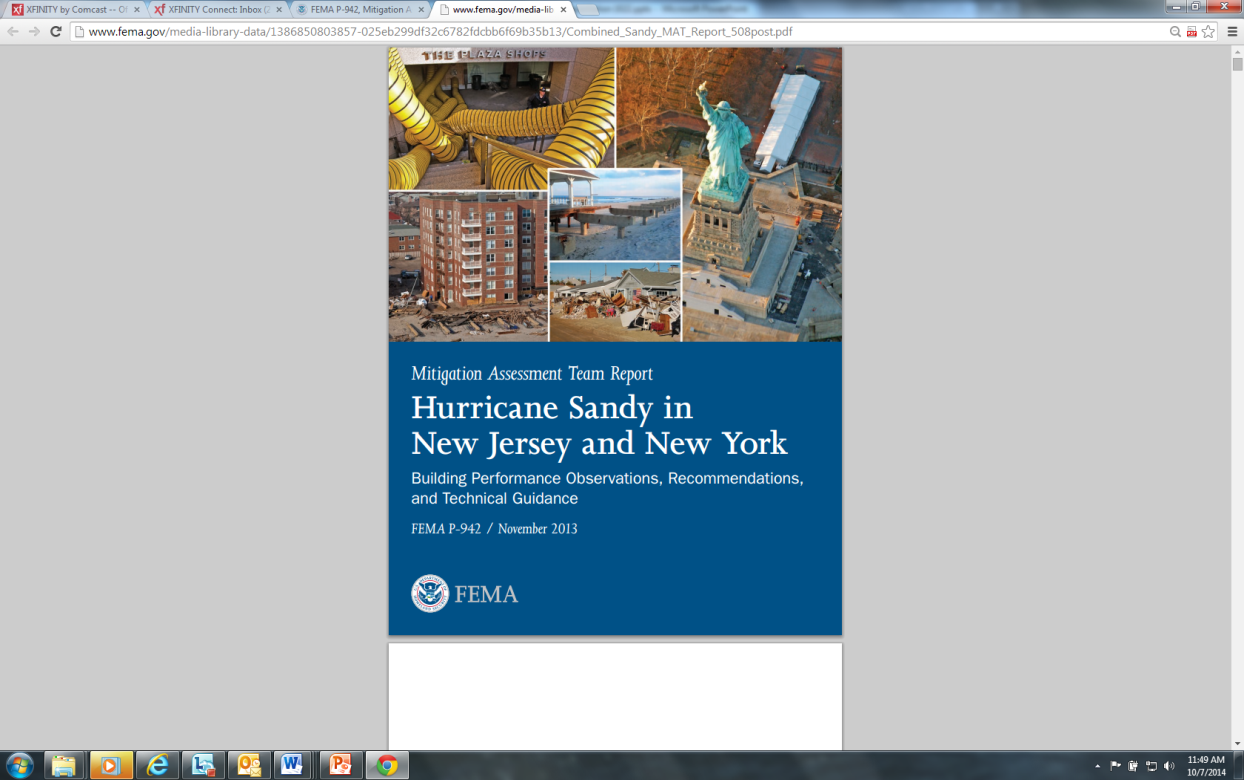 XFINITY by Comcast -- Of
XFINITY Connect: Inbox (2
FEMA P-942, Mitigation A
www.fema.gov/media-lib
www.fema.gov/media-library-data/1386850803857-025eb299df32c6782fdcbb6f69b35b13/Combined_Sandy_MAT_Report_508post.pdf
THE PLAZA SHOPS
Mitigation Assessment Team Report
Hurricane Sandy in
New Jersey and New York
Building Performance Observations, Recommendations,
and Technical Guidance
FEMA P-942 / November 2013
FEMA
11:49 AM
10/7/2014